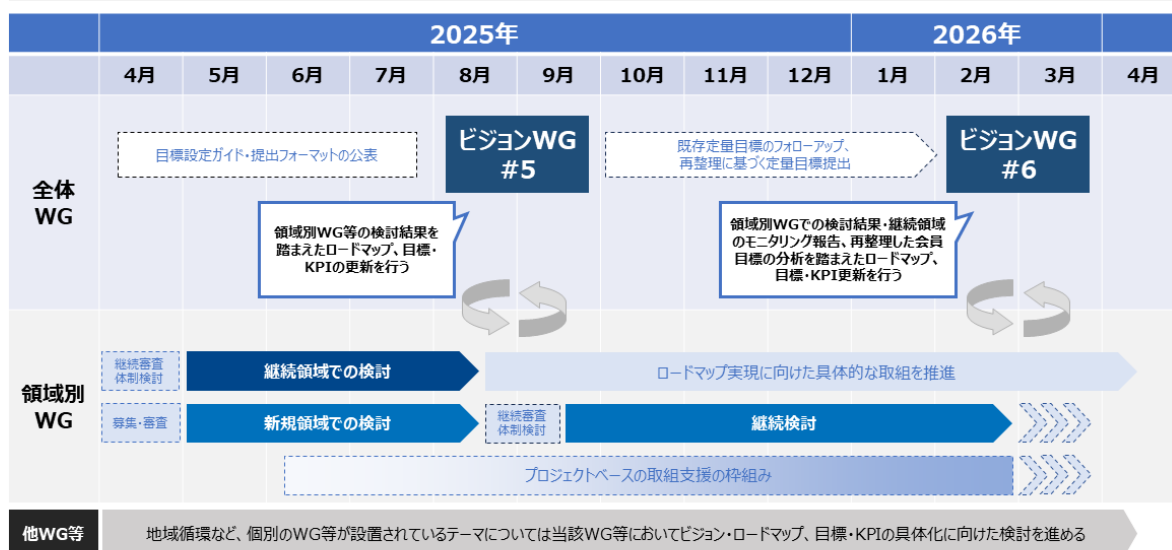 2025年
2026年
4月
5月
6月
7月
8月
9月
10月
11月
12月
1月
2月
3月
4月
全体
WG
目標設定ガイド・提出フォーマットの公表
ビジョンWG
#5
既存定量目標のフォローアップ、
再整理に基づく定量目標提出
ビジョンWG
#6
領域別WG等の検討結果を
踏まえたロードマップ、目標・
KPIの更新を行う
領域別WGでの検討結果・継続領域
のモニタリング報告、再整理した会員
目標の分析を踏まえたロードマップ、
目標・KPI更新を行う
領域別
WG
継続審査
体制検討
継続領域での検討
ロードマップ実現に向けた具体的な取組を推進
募集・審査
新規領域での検討
継続審査
体制検討
継続検討
プロジェクトベースの取組支援の枠組み
他WG等
地域循環など、個別のWG等が設置されているテーマについては当該WG等においてビジョン・ロードマップ、目標・KPIの具体化に向けた検討を進める